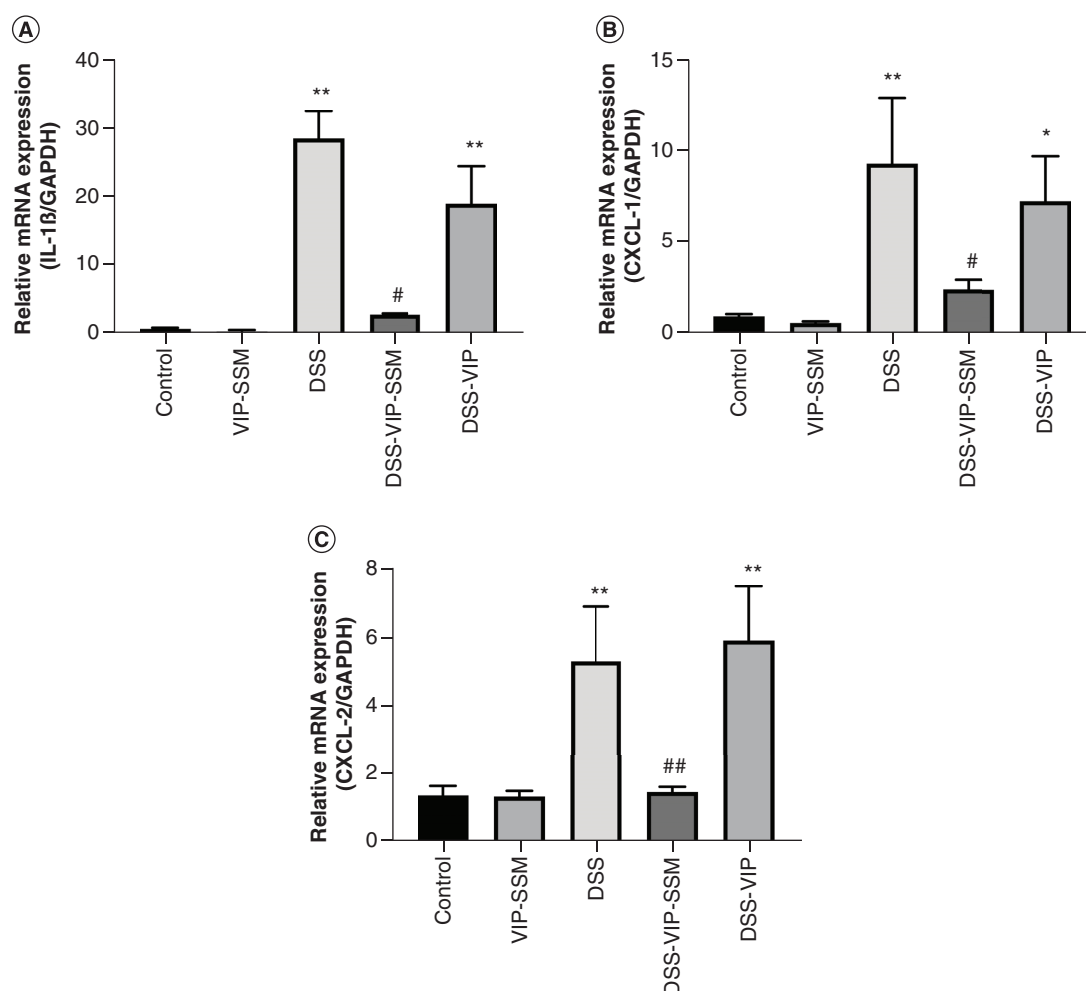 A
Relative mRNA expression
(IL-1ß/GAPDH)
40
30
20
10
0
**
**
#
Control
VIP-SSM
DSS
DSS-VIP-SSM
DSS-VIP
B
Relative mRNA expression
(CXCL-1/GAPDH)
15
10
5
0
**
*
#
Control
VIP-SSM
DSS
DSS-VIP-SSM
DSS-VIP
C
Relative mRNA expression
(CXCL-2/GAPDH)
8
6
4
2
0
**
**
##
Control
VIP-SSM
DSS
DSS-VIP-SSM
DSS-VIP